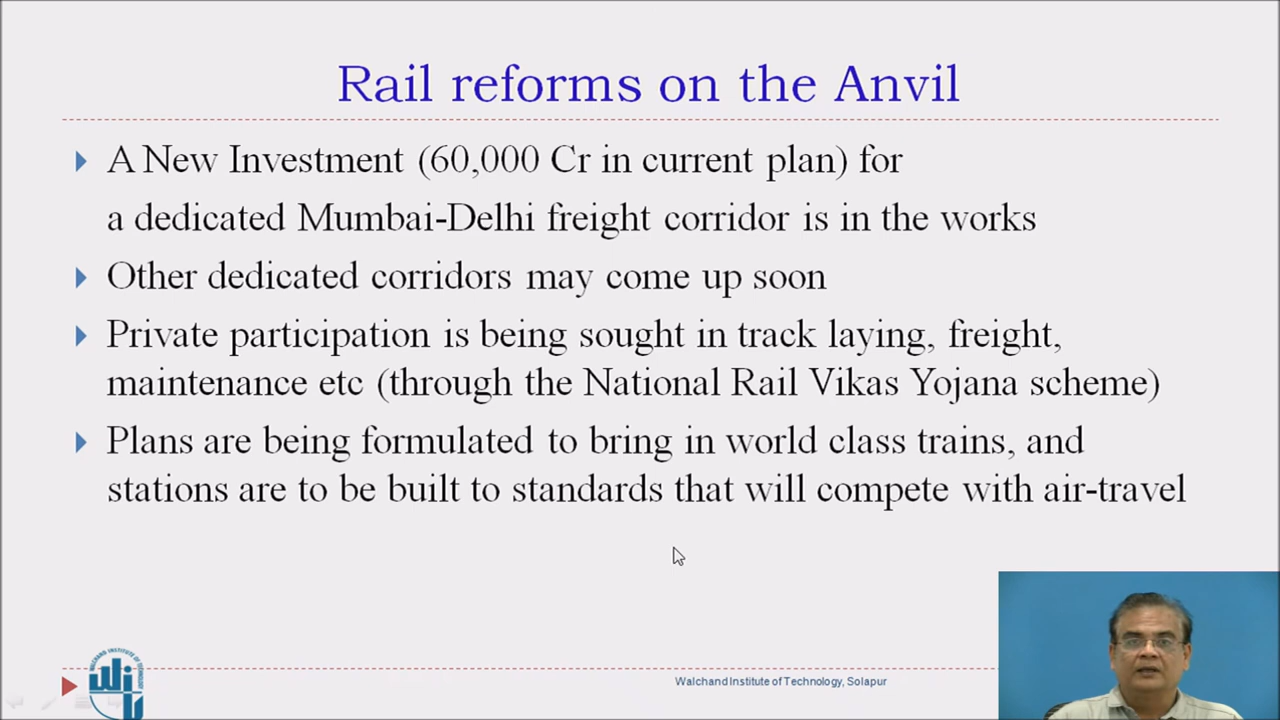 Rail reforms on the Anvil
A New Investment (60,000 Cr in current plan) for
a dedicated Mumbai-Delhi freight corridor is in the works
Other dedicated corridors may come up soon
Private participation is being sought in track laying, freight,
maintenance etc (through the National Rail Vikas Yojana scheme)
Plans are being formulated to bring in world class trains, and
stations are to be built to standards that will compete with air-travel
WALCHAND INSTITUTE OF TECHNOLOGY
Walchand Institute of Technology, Solapur